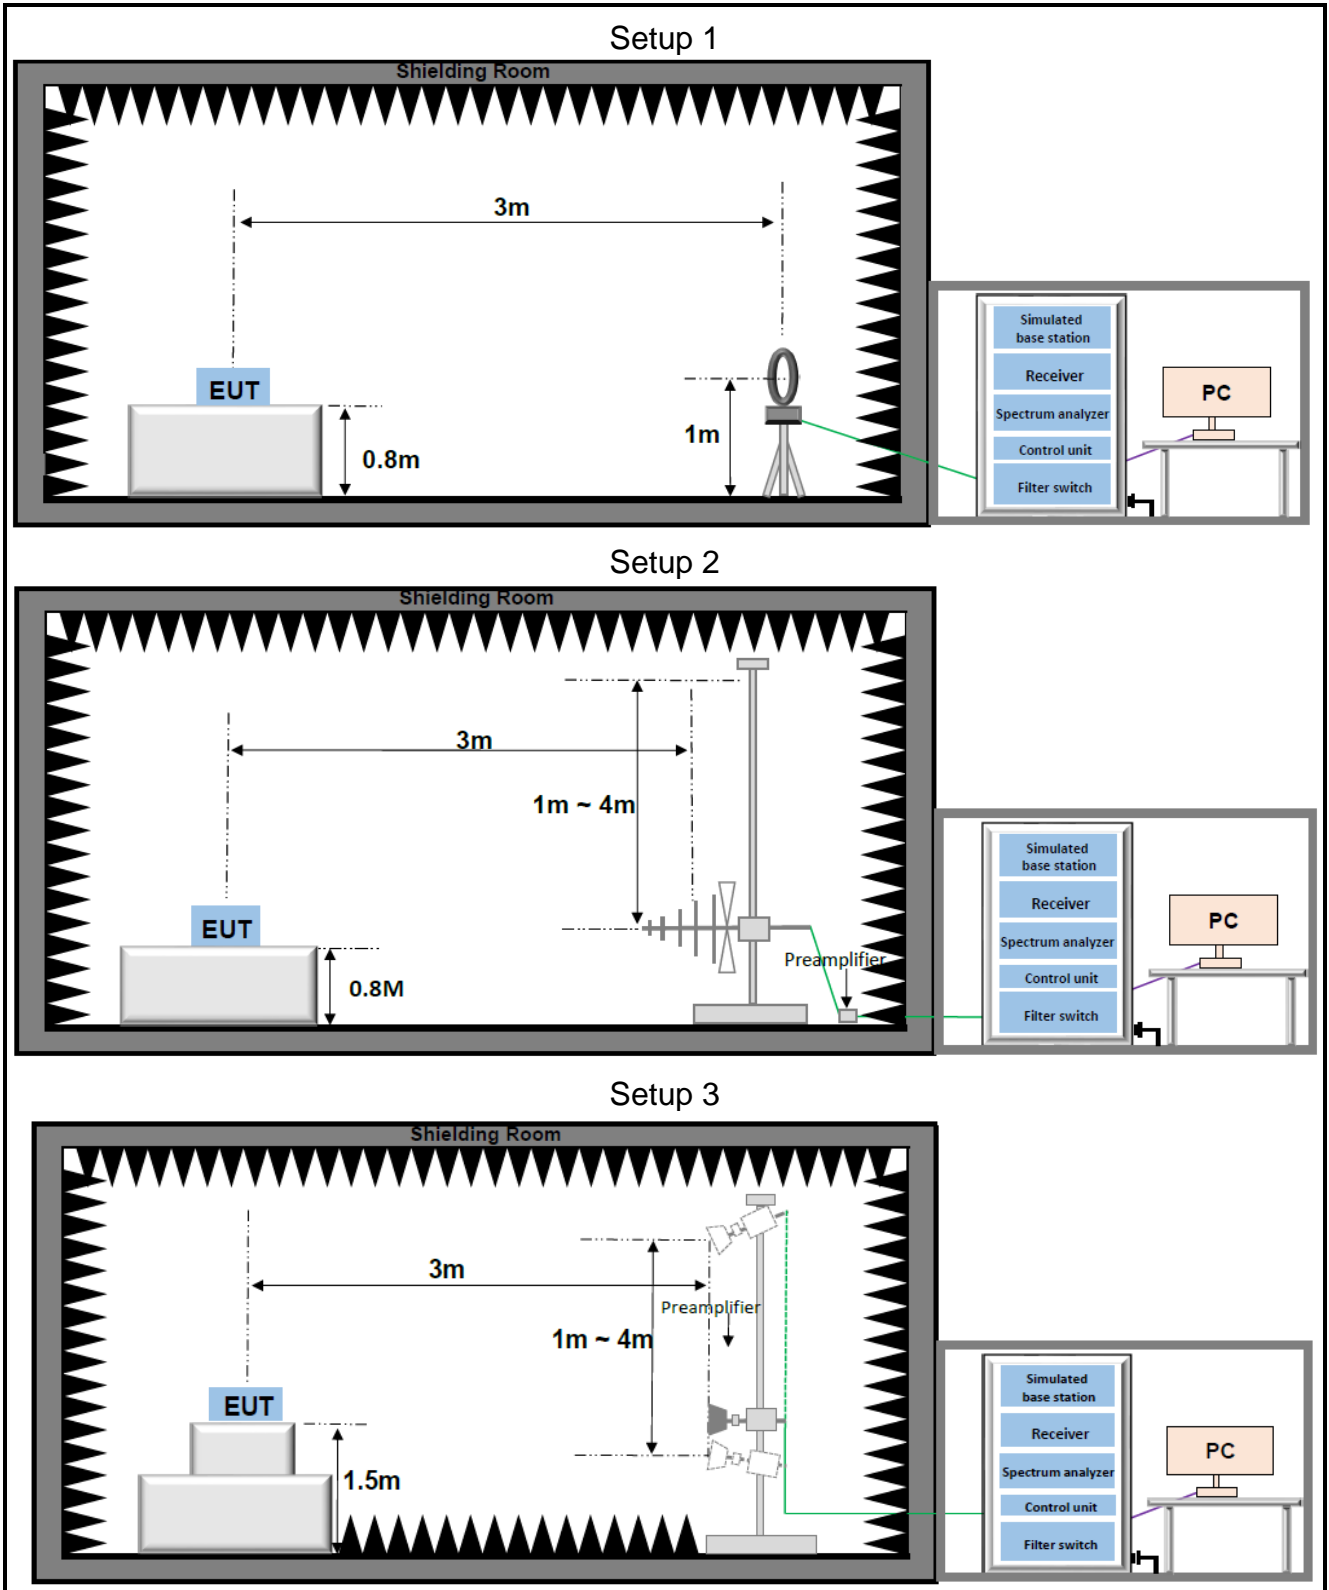 Setup 1
Shielding Room
3m
EUT
0.8m
1m
Simulated
base station
Receiver
Spectrum analyzer
Control unit
Filter switch
PC
Setup 2
Shielding Room
3m
1m ~ 4m
EUT
0.8M
Preamplifier
Simulated
base station
Receiver
Spectrum analyzer
Control unit
Filter switch
PC
Setup 3
Shielding Room
3m
Preamplifier
1m ~ 4m
EUT
1.5m
Simulated
base station
Receiver
Spectrum analyzer
Control unit
Filter switch
PC